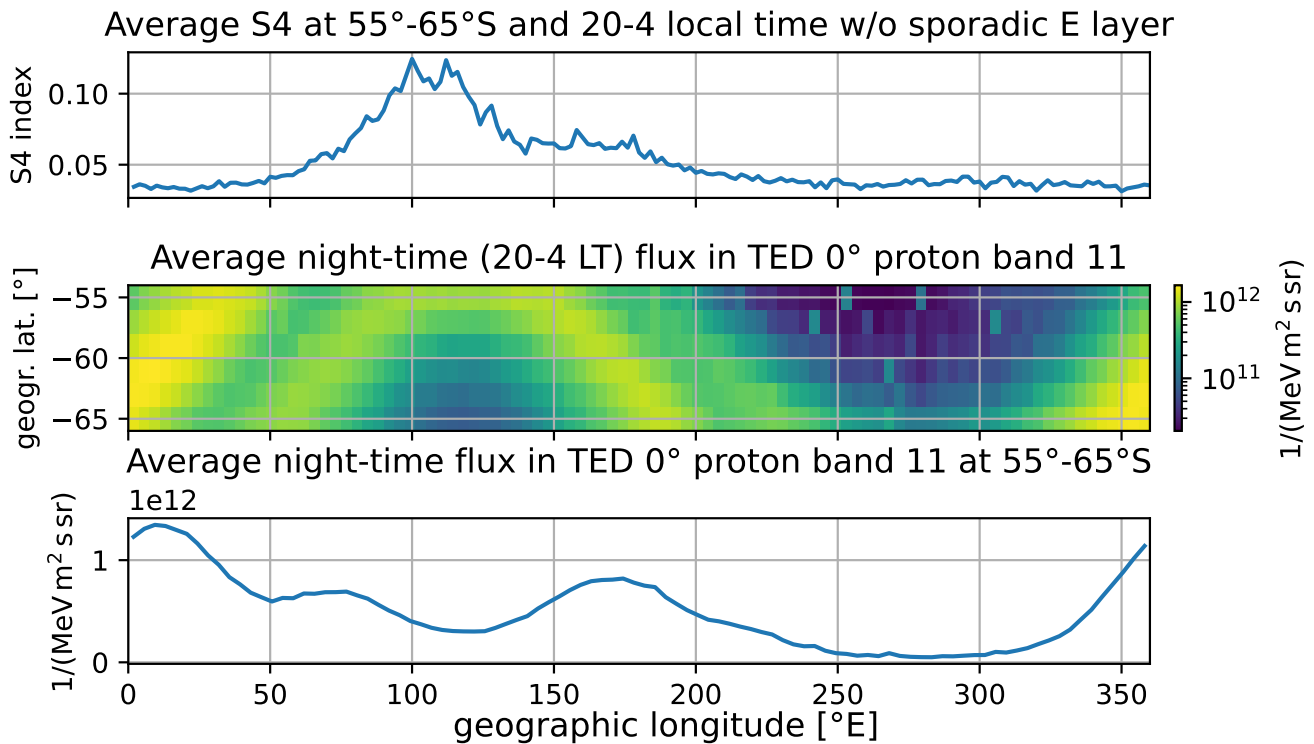 Average S4 at 55°-65°S and 20-4 local time w/o sporadic E layer
S4 index
0.10
0.05
Average night-time (20-4 LT) flux in TED 0° proton band 11
geogr. lat. [°]
−55
−60
−65
10¹²
10¹¹
1/(MeV m² s sr)
Average night-time flux in TED 0° proton band 11 at 55°-65°S
1e12
1/(MeV m² s sr)
1
0
0 50 100 150 200 250 300 350
geographic longitude [°E]